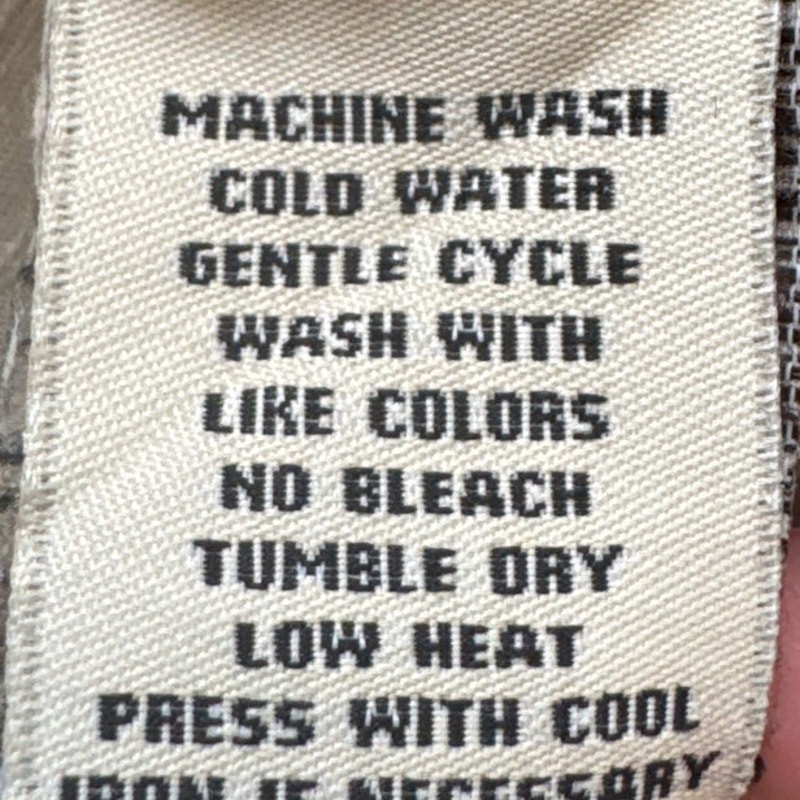 MACHINE WASH
COLD WATER
GENTLE CYCLE
WASH WITH
LIKE COLORS
NO BLEACH
TUMBLE DRY
LOW HEAT
PRESS WITH COOL
IRON IF NECESSARY